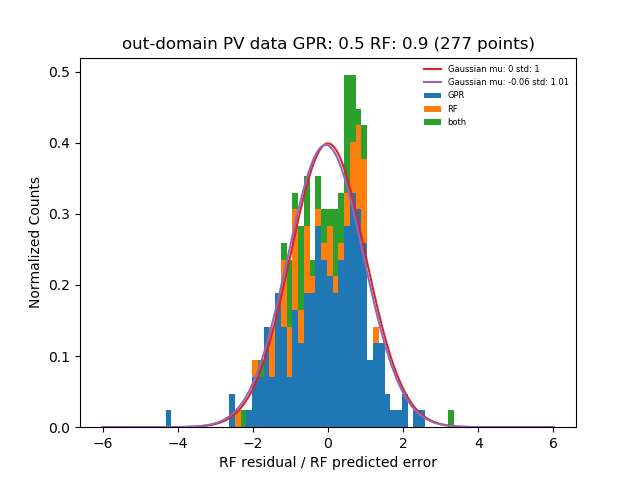 out-domain PV data GPR: 0.5 RF: 0.9 (277 points)
Gaussian mu: 0 std: 1
Gaussian mu: -0.06 std: 1.01
GPR
RF
both
Normalized Counts
0.5
0.4
0.3
0.2
0.1
0.0
−6 −4 −2 0 2 4 6
RF residual / RF predicted error